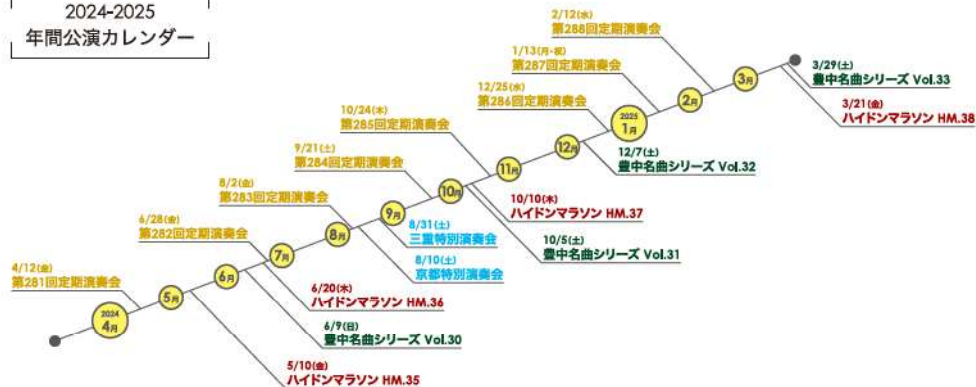 2024-2025
年間公演カレンダー
2/12(水)
第288回定期演奏会
1/13(月・祝)
第287回定期演奏会
12/25(水)
第286回定期演奏会
10/24(木)
第285回定期演奏会
9/21(土)
第284回定期演奏会
8/2(金)
第283回定期演奏会
6/28(金)
第282回定期演奏会
4/12(金)
第281回定期演奏会
2024
4月
5月
6月
7月
8月
9月
10月
11月
12月
2025
1月
2月
3月
3/29(土)
豊中名曲シリーズ Vol.33
3/21(金)
ハイドンマラソン HM.38
12/7(土)
豊中名曲シリーズ Vol.32
10/10(木)
ハイドンマラソン HM.37
10/5(土)
豊中名曲シリーズ Vol.31
8/31(土)
三重特別演奏会
8/10(土)
京都特別演奏会
6/20(木)
ハイドンマラソン HM.36
6/9(日)
豊中名曲シリーズ Vol.30
5/10(金)
ハイドンマラソン HM.35